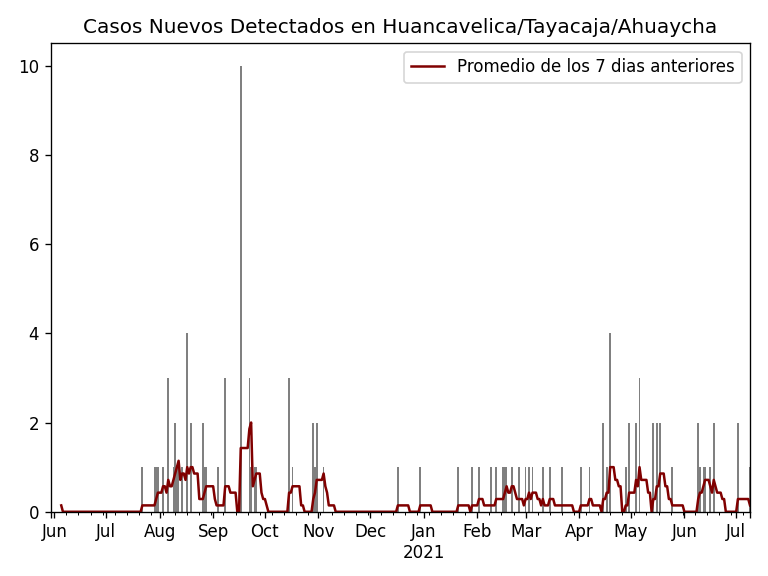 Casos Nuevos Detectados en Huancavelica/Tayacaja/Ahuaycha
Promedio de los 7 dias anteriores
10
8
6
4
2
0
Jun Jul Aug Sep Oct Nov Dec Jan Feb Mar Apr May Jun Jul
2021